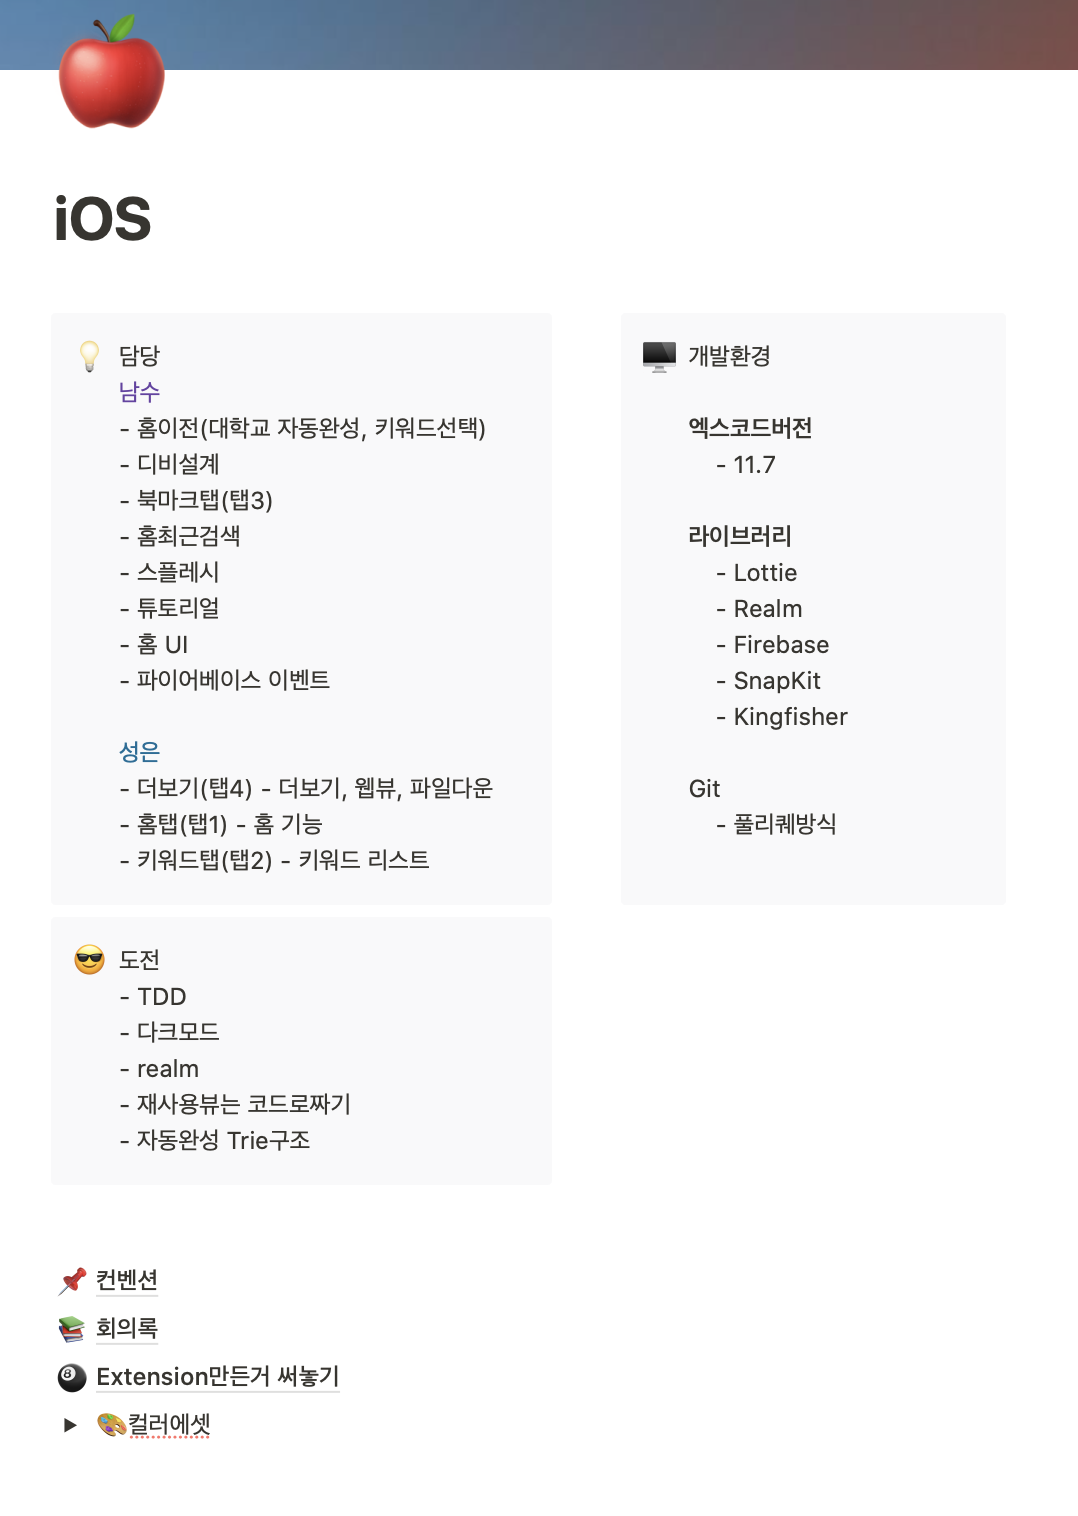 iOS
담당
남수
- 홈이전(대학교 자동완성, 키워드선택)
- 디비설계
- 북마크탭(탭3)
- 홈최근검색
- 스플레시
- 튜토리얼
- 홈 UI
- 파이어베이스 이벤트
성은
- 더보기(탭4) - 더보기, 웹뷰, 파일다운
- 홈탭(탭1) - 홈 기능
- 키워드탭(탭2) - 키워드 리스트
개발환경
엑스코드버전
- 11.7
라이브러리
- Lottie
- Realm
- Firebase
- SnapKit
- Kingfisher
Git
- 풀리퀘방식
도전
- TDD
- 다크모드
- realm
- 재사용뷰는 코드로짜기
- 자동완성 Trie구조
컨벤션
회의록
Extension만든거 써놓기
컬러에셋